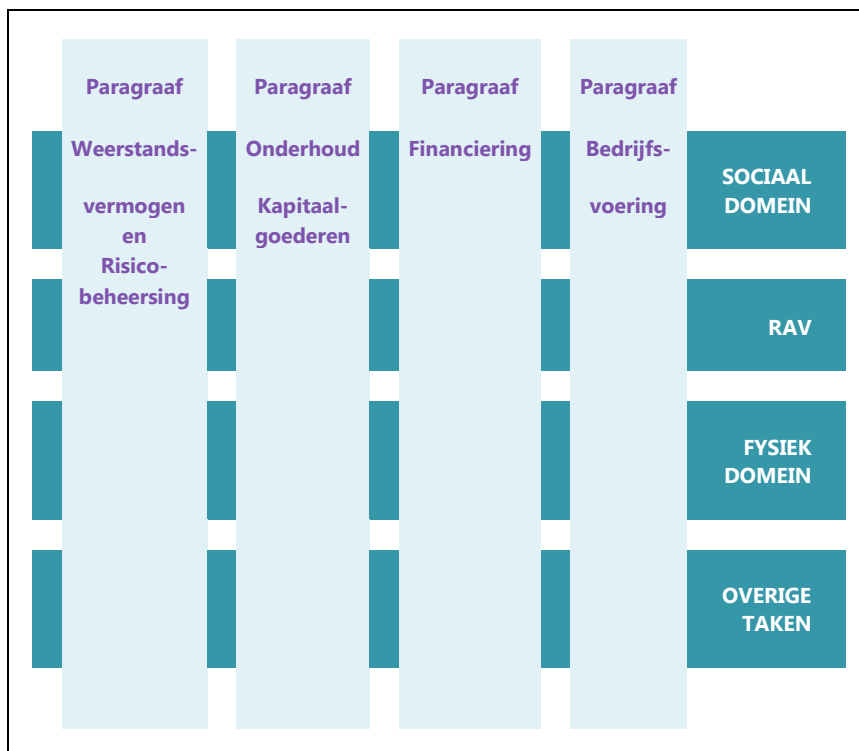 Paragraaf
Weerstands-
vermogen
en
Risico-
beheersing
Paragraaf
Onderhoud
Kapitaal-
goederen
Paragraaf
Financiering
Paragraaf
Bedrijfs-
voering
SOCIAAL
DOMEIN
RAV
FYSIEK
DOMEIN
OVERIGE
TAKEN